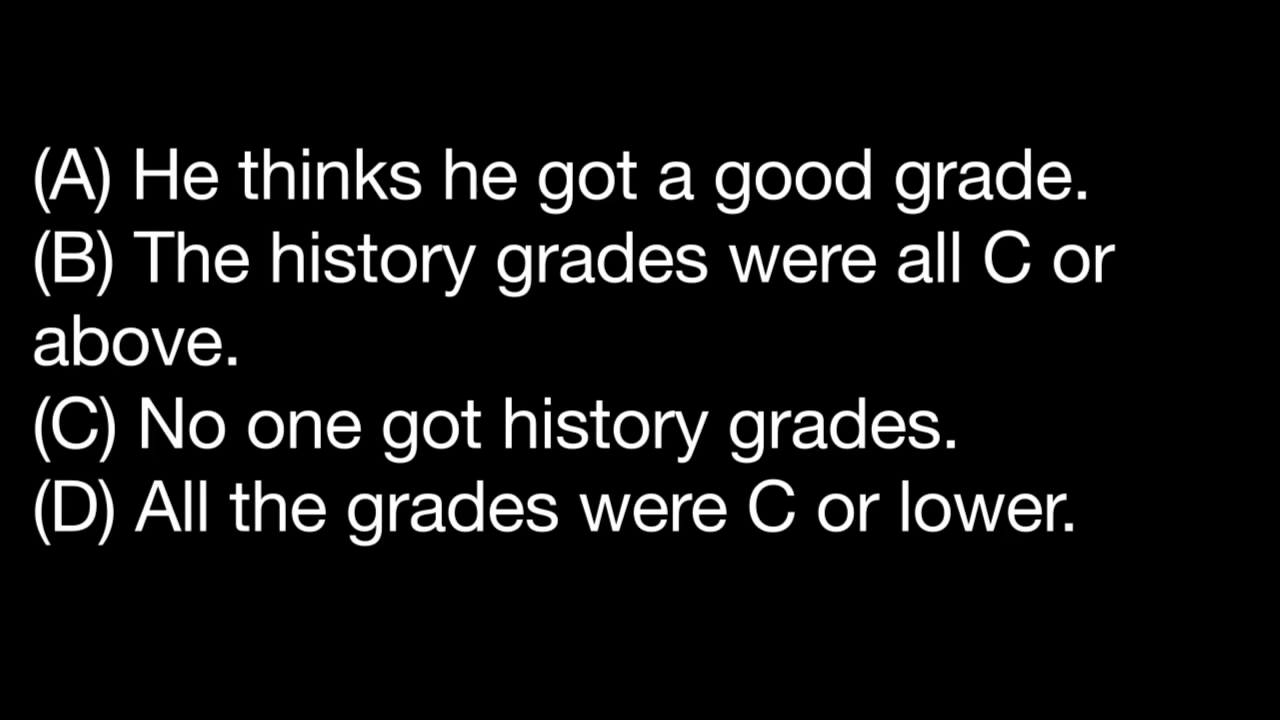 (A) He thinks he got a good grade.
(B) The history grades were all C or
above.
(C) No one got history grades.
(D) All the grades were C or lower.